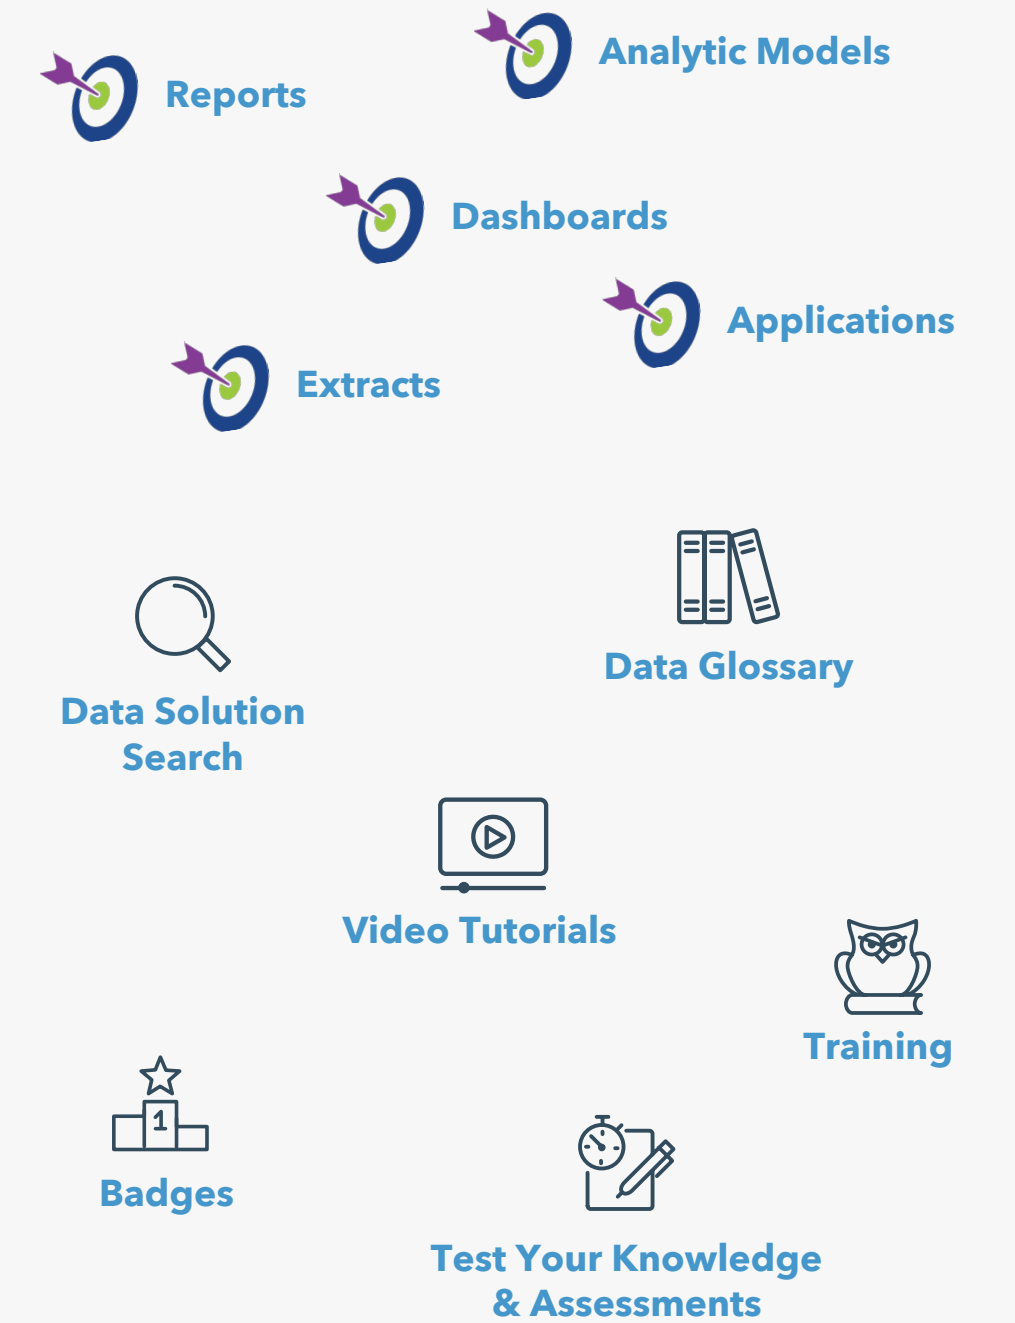 Analytic Models
Reports
Dashboards
Applications
Extracts
Data Glossary
Data Solution
Search
Video Tutorials
Training
1
Badges
Test Your Knowledge
& Assessments